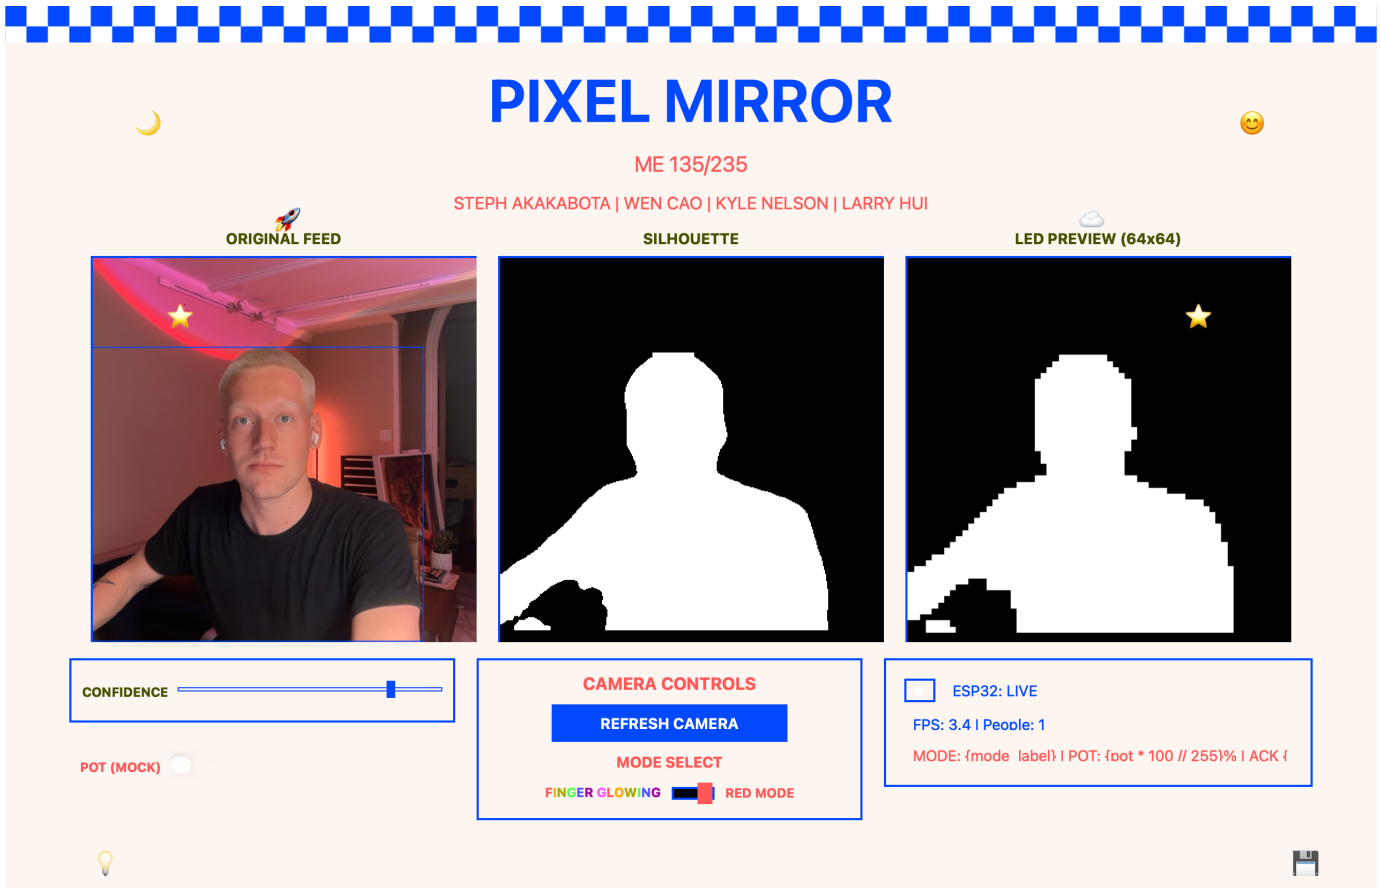 PIXEL MIRROR
ME 135/235
STEPH AKAKABOTA | WEN CAO | KYLE NELSON | LARRY HUI
ORIGINAL FEED
SILHOUETTE
LED PREVIEW (64x64)
CONFIDENCE
POT (MOCK)
CAMERA CONTROLS
REFRESH CAMERA
MODE SELECT
FINGER GLOWING
RED MODE
ESP32: LIVE
FPS: 3.4 | People: 1
MODE: {mode_label} | POT: {pot * 100 // 255}% | ACK {